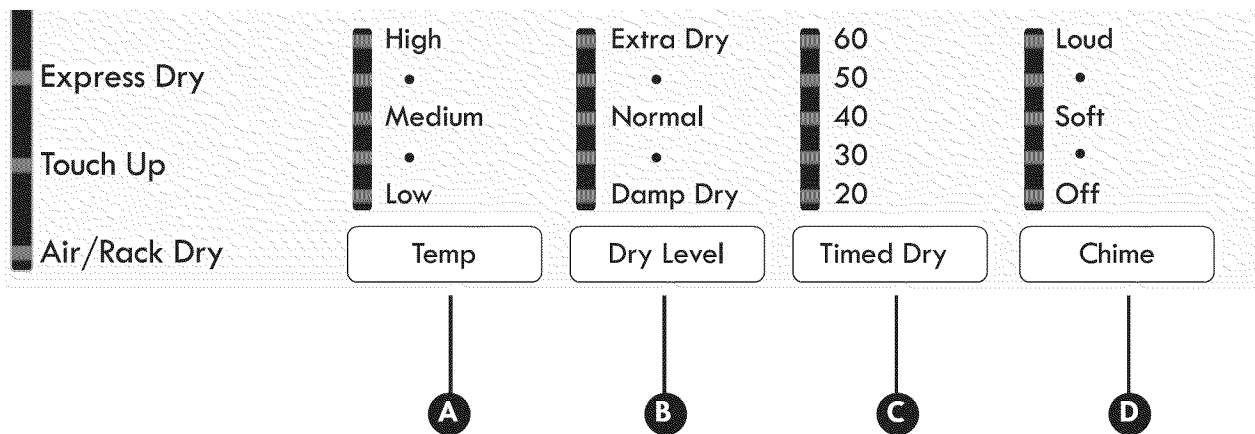 High Extra Dry 60 Loud
Express Dry • • 50 •
Medium Normal 40 Soft
Touch Up • • 30 •
Low Damp Dry 20 Off
Air/Rack Dry Temp Dry Level Timed Dry Chime
A B C D